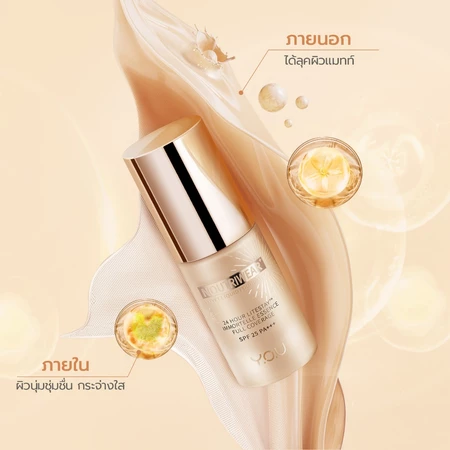 ภายนอก
ได้ลุคผิวแมทท์
24 HOUR LITESTAY™
IMMORTELLE ESSENCE
FULL COVERAGE
SPF 25 PA+++
Y.O.U
ภายใน
ผิวนุ่มชุ่มชื่น กระจ่างใส